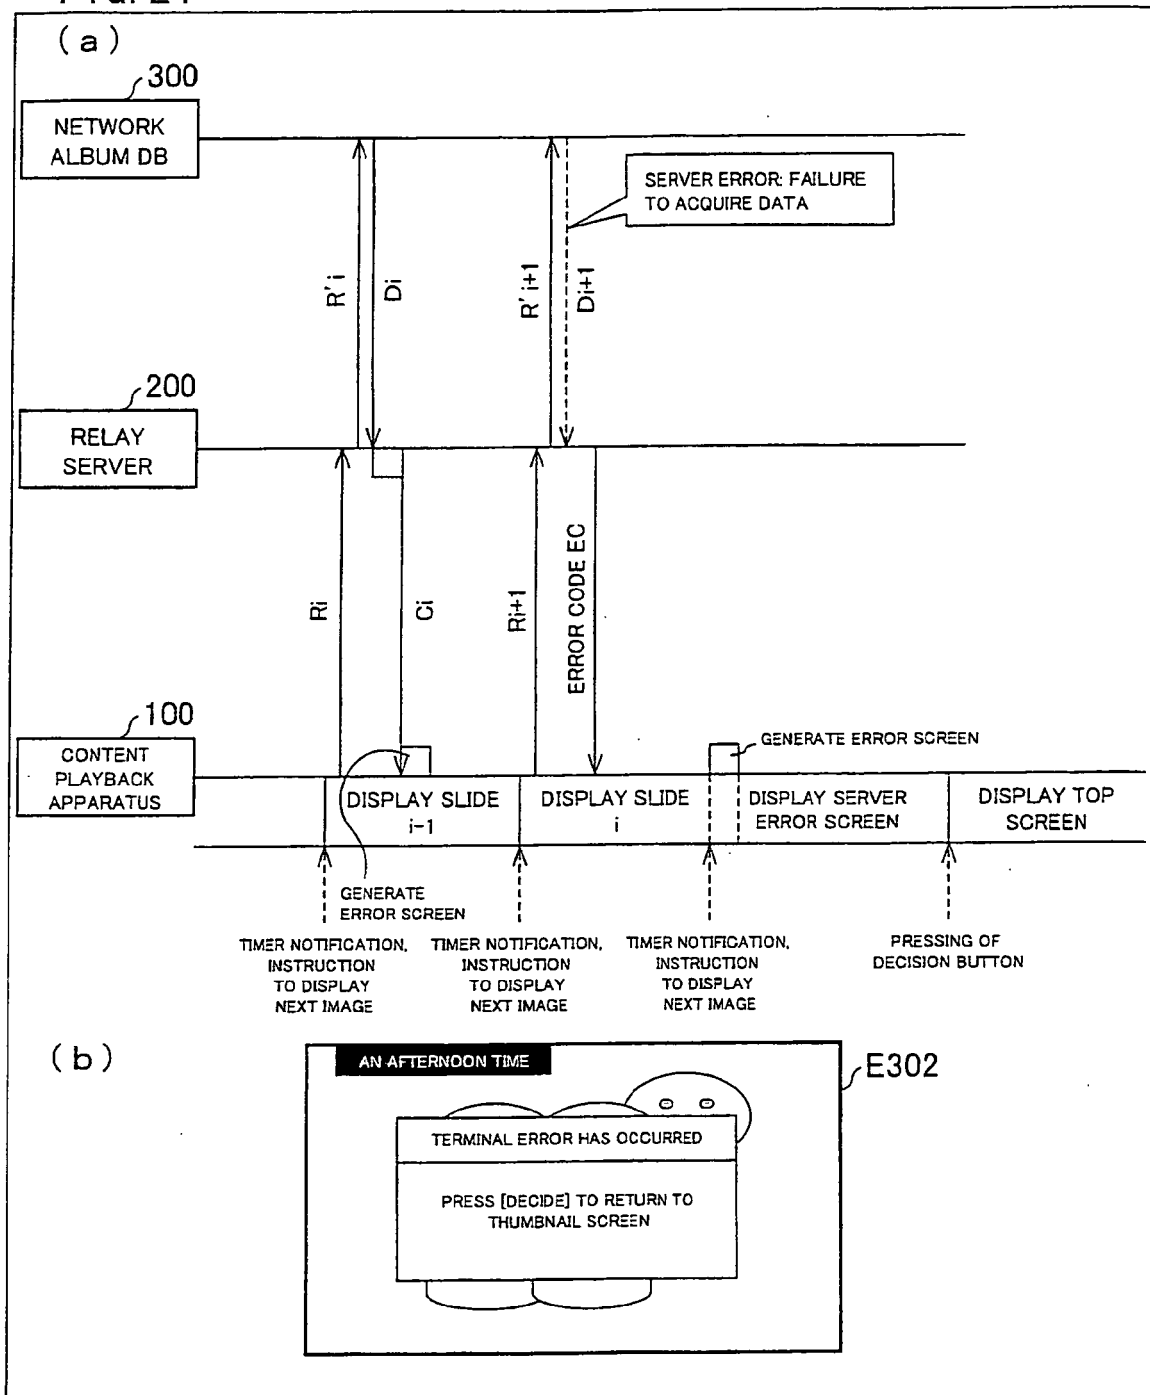 (a)
300
NETWORK
ALBUM DB
SERVER ERROR: FAILURE
TO ACQUIRE DATA
R' i
Di
R' i+1
Di+1
200
RELAY
SERVER
Ri
Ci
Ri+1
ERROR CODE EC
100
CONTENT
PLAYBACK
APPARATUS
GENERATE ERROR SCREEN
DISPLAY SLIDE
i-1
DISPLAY SLIDE
i
DISPLAY SERVER
ERROR SCREEN
DISPLAY TOP
SCREEN
GENERATE
ERROR SCREEN
TIMER NOTIFICATION,
INSTRUCTION
TO DISPLAY
NEXT IMAGE
TIMER NOTIFICATION,
INSTRUCTION
TO DISPLAY
NEXT IMAGE
TIMER NOTIFICATION,
INSTRUCTION
TO DISPLAY
NEXT IMAGE
PRESSING OF
DECISION BUTTON
(b)
AN AFTERNOON TIME
E302
TERMINAL ERROR HAS OCCURRED
PRESS [DECIDE] TO RETURN TO
THUMBNAIL SCREEN